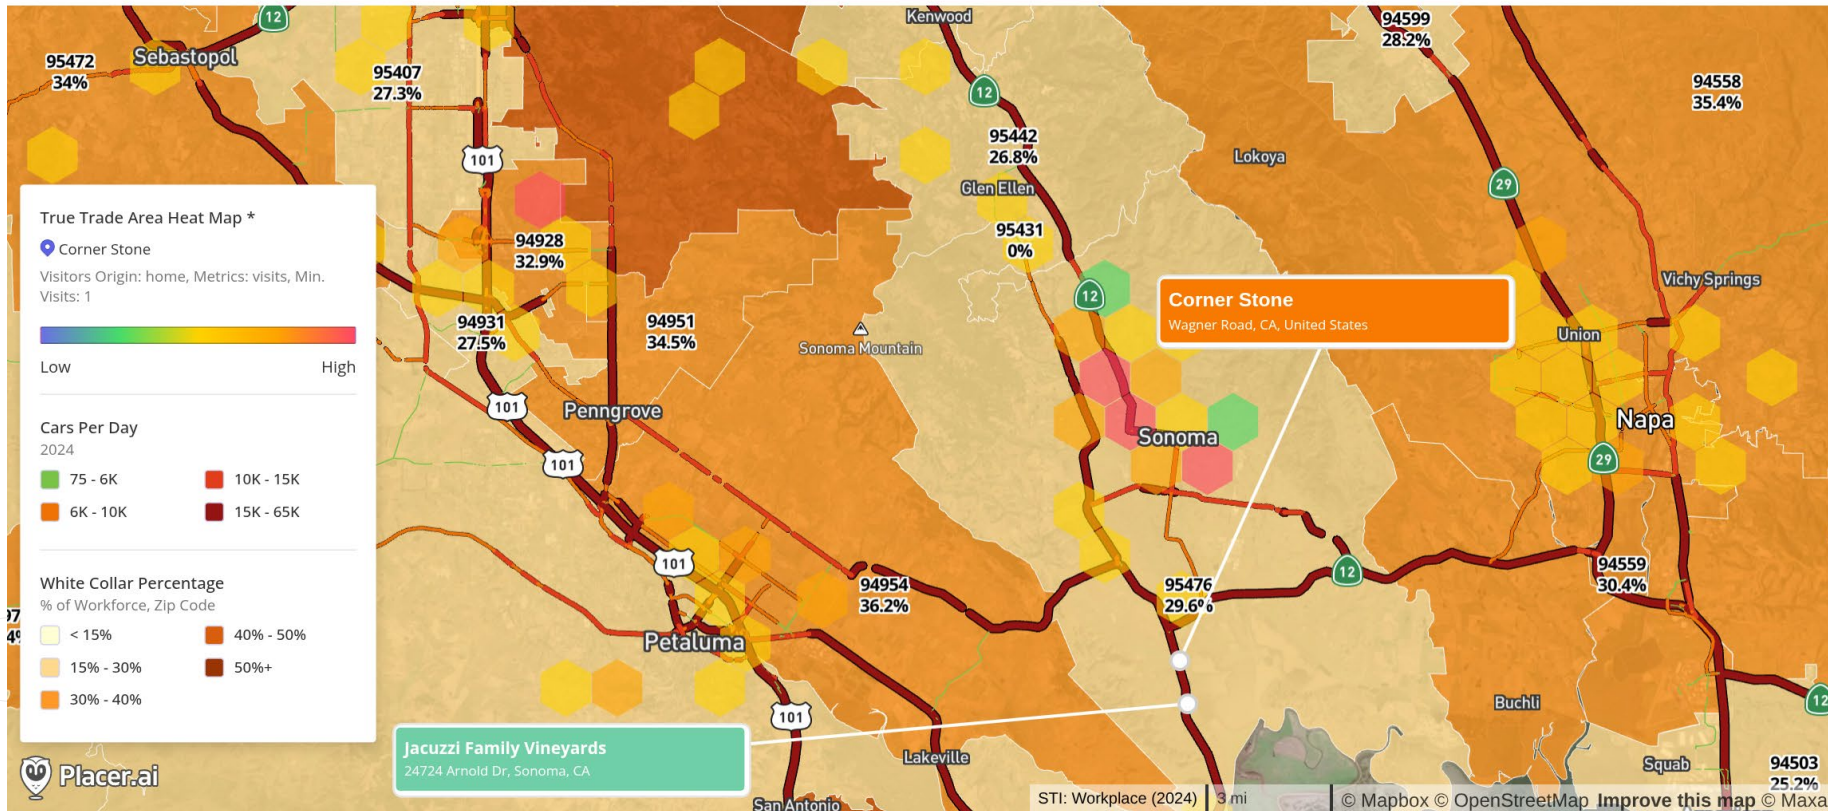 Kenwood
12
94599
28.2%
95472
34%
Sebastopol
95407
27.3%
12
94558
35.4%
101
95442
26.8%
Lokoya
Glen Ellen
29
True Trade Area Heat Map *
Corner Stone
Visitors Origin: home, Metrics: visits, Min.
Visits: 1
Low
High
Cars Per Day
2024
75 - 6K
10K - 15K
6K - 10K
15K - 65K
White Collar Percentage
% of Workforce, Zip Code
< 15%
40% - 50%
15% - 30%
50%+
30% - 40%
94928
32.9%
95431
0%
12
Vichy Springs
Corner Stone
Wagner Road, CA, United States
94931
27.5%
94951
34.5%
Sonoma Mountain
Union
101
Penngrove
Napa
Sonoma
101
29
101
12
94954
36.2%
95476
29.6%
94559
30.4%
Petaluma
101
Buchli
12
Jacuzzi Family Vineyards
24724 Arnold Dr, Sonoma, CA
Lakeville
Squab
94503
25.2%
Placer.ai
San Antonio
STI: Workplace (2024)
3 mi
© Mapbox © OpenStreetMap Improve this map © Maxa